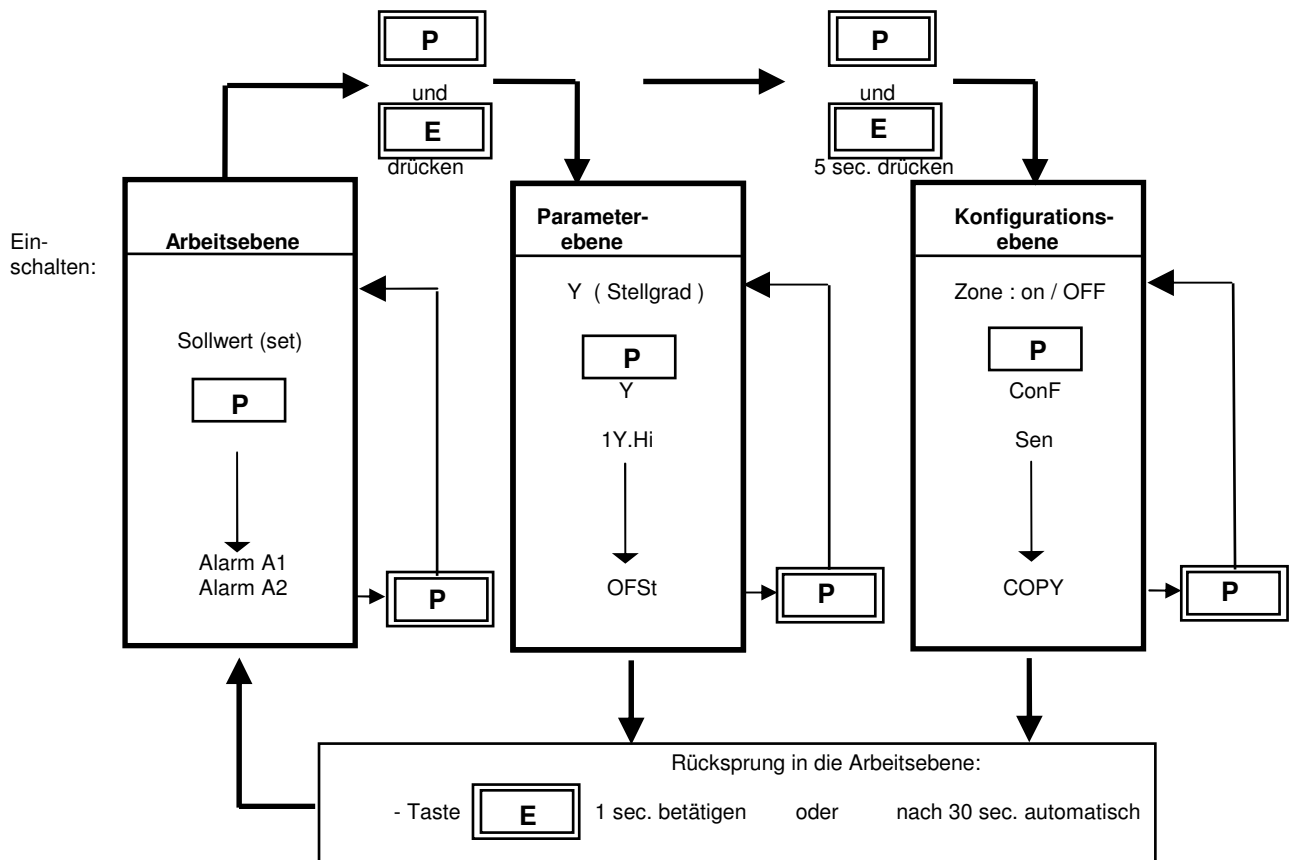 P
und
E
drücken
P
und
E
5 sec. drücken
Ein-
schalten:
Arbeitsebene
Sollwert (set)
P
Alarm A1
Alarm A2
P
Parameter-
ebene
Y ( Stellgrad )
P
Y
1Y.Hi
OFSt
P
Konfigurations-
ebene
Zone : on / OFF
P
ConF
Sen
COPY
P
Rücksprung in die Arbeitsebene:
- Taste E 1 sec. betätigen oder nach 30 sec. automatisch